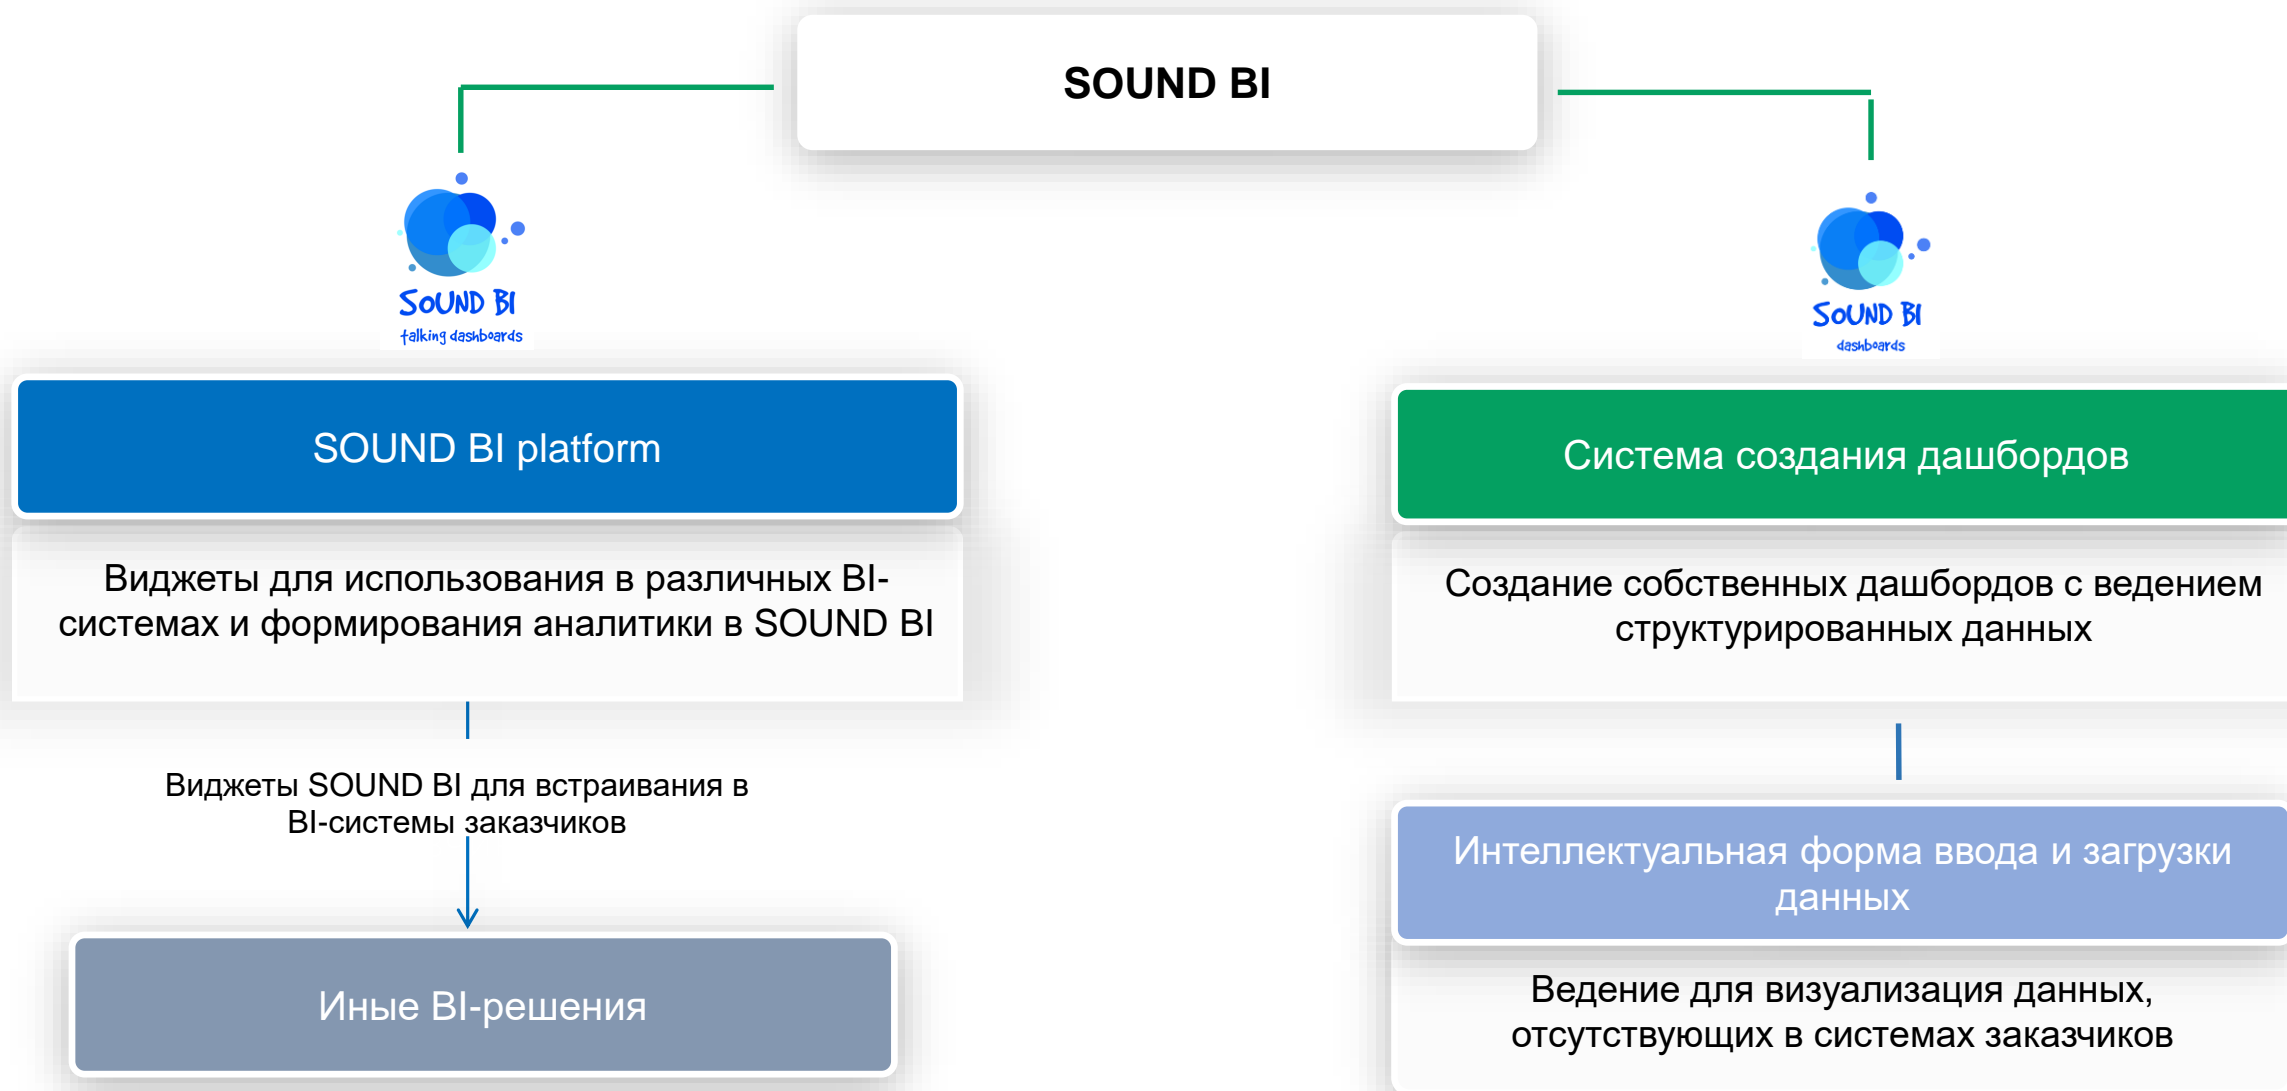 SOUND BI
SOUND BI
talking dashboards
SOUND BI
dashboards
SOUND BI platform
Виджеты для использования в различных BI-
системах и формирования аналитики в SOUND BI
Виджеты SOUND BI для встраивания в
BI-системы заказчиков
Иные BI-решения
Система создания дашбордов
Создание собственных дашбордов с ведением
структурированных данных
Интеллектуальная форма ввода и загрузки
данных
Ведение для визуализация данных,
отсутствующих в системах заказчиков